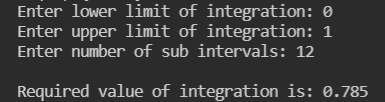 Enter lower limit of integration: 0
Enter upper limit of integration: 1
Enter number of sub intervals: 12
Required value of integration is: 0.785